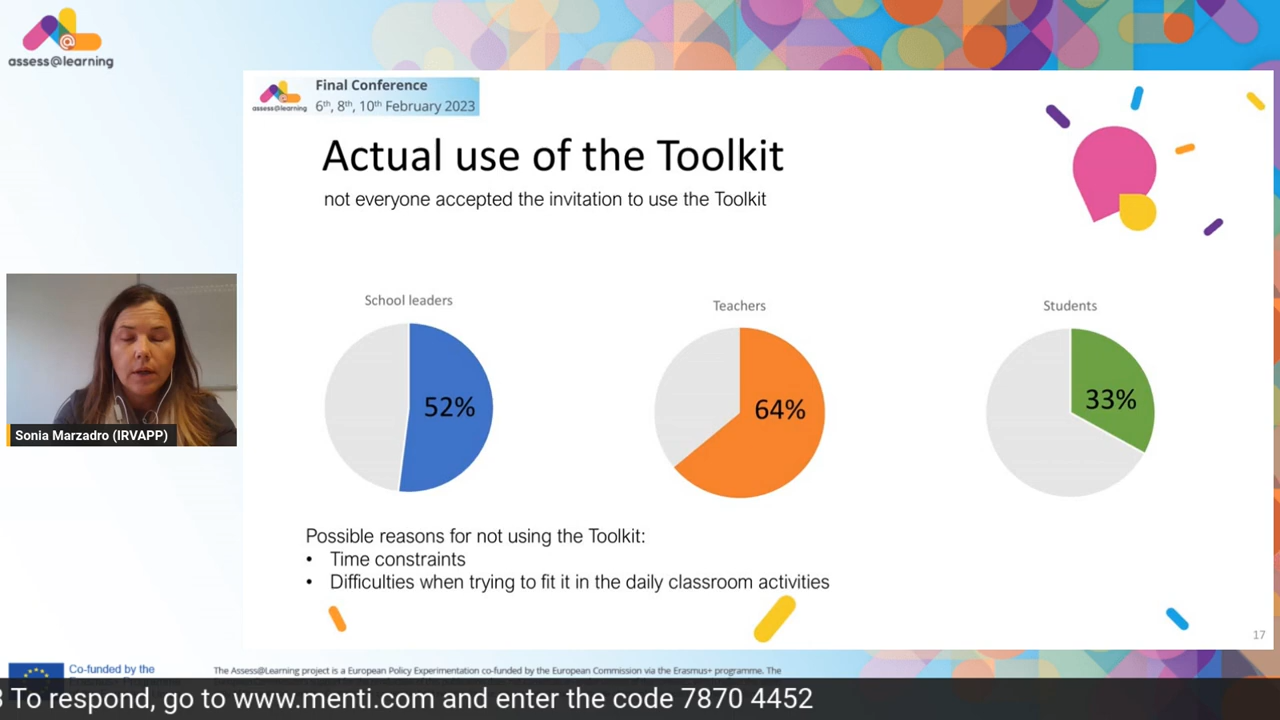 @
assess@learning
assess@learning
Final Conference
6th, 8th, 10th February 2023
Actual use of the Toolkit
not everyone accepted the invitation to use the Toolkit
School leaders
Teachers
Students
52%
64%
33%
Sonia Marzadro (IRVAPP)
Possible reasons for not using the Toolkit:
• Time constraints
• Difficulties when trying to fit it in the daily classroom activities
17
Co-funded by the
The Assess@Learning project is a European Policy Experimentation co-funded by the European Commission via the Erasmus+ programme. The
To respond, go to www.menti.com and enter the code 7870 4452